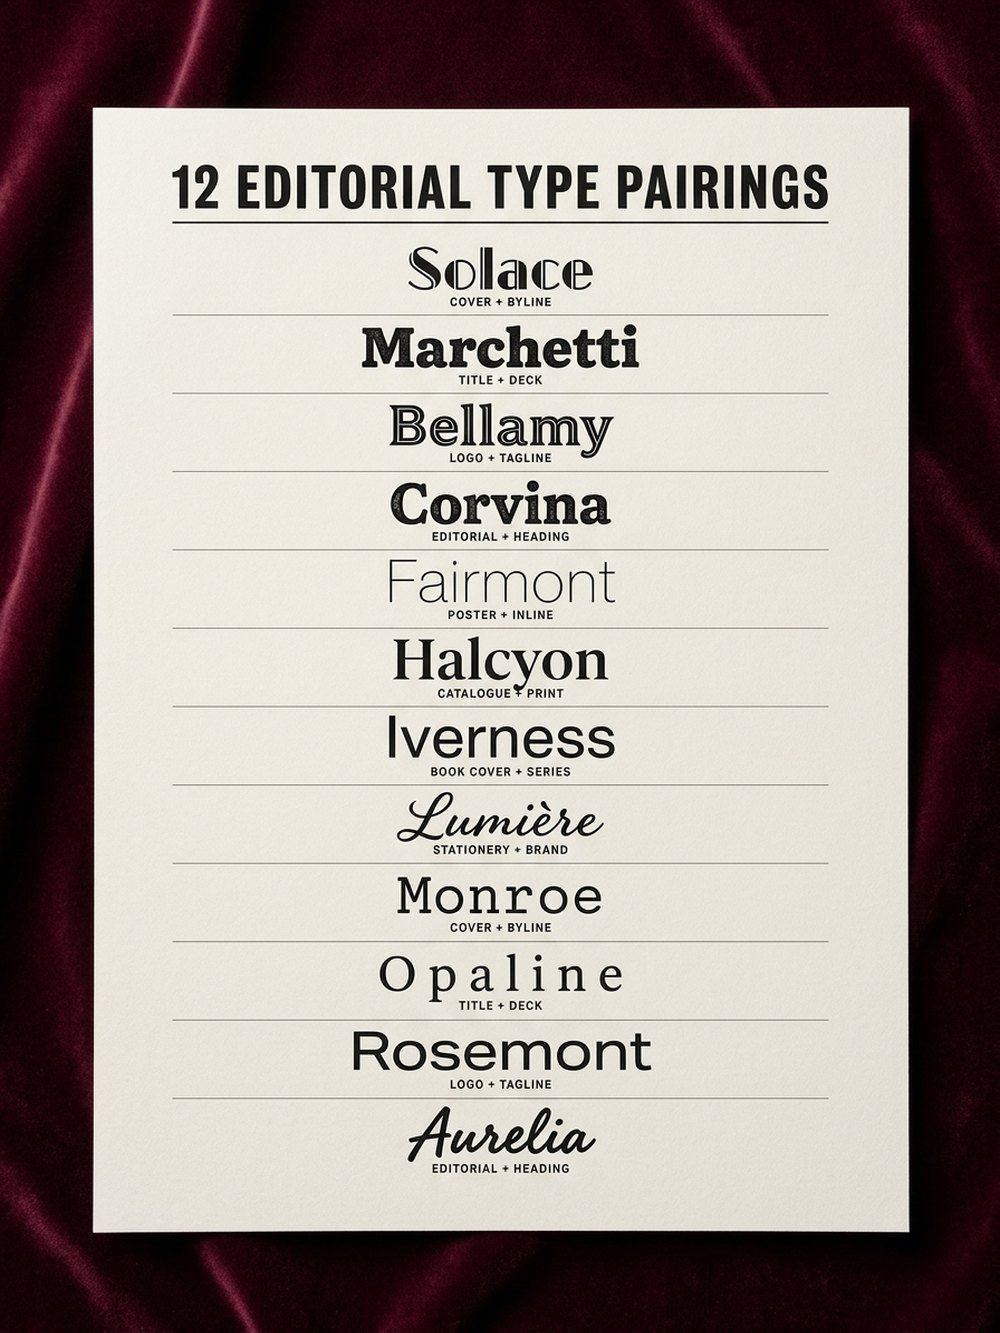 12 EDITORIAL TYPE PAIRINGS
Solace
COVER + BYLINE
Marchetti
TITLE + DECK
Bellamy
LOGO + TAGLINE
Corvina
EDITORIAL + HEADING
Fairmont
POSTER + INLINE
Halcyon
CATALOGUE + PRINT
Iverness
BOOK COVER + SERIES
Lumière
STATIONERY + BRAND
Monroe
COVER + BYLINE
Opaline
TITLE + DECK
Rosemont
LOGO + TAGLINE
Aurelia
EDITORIAL + HEADING